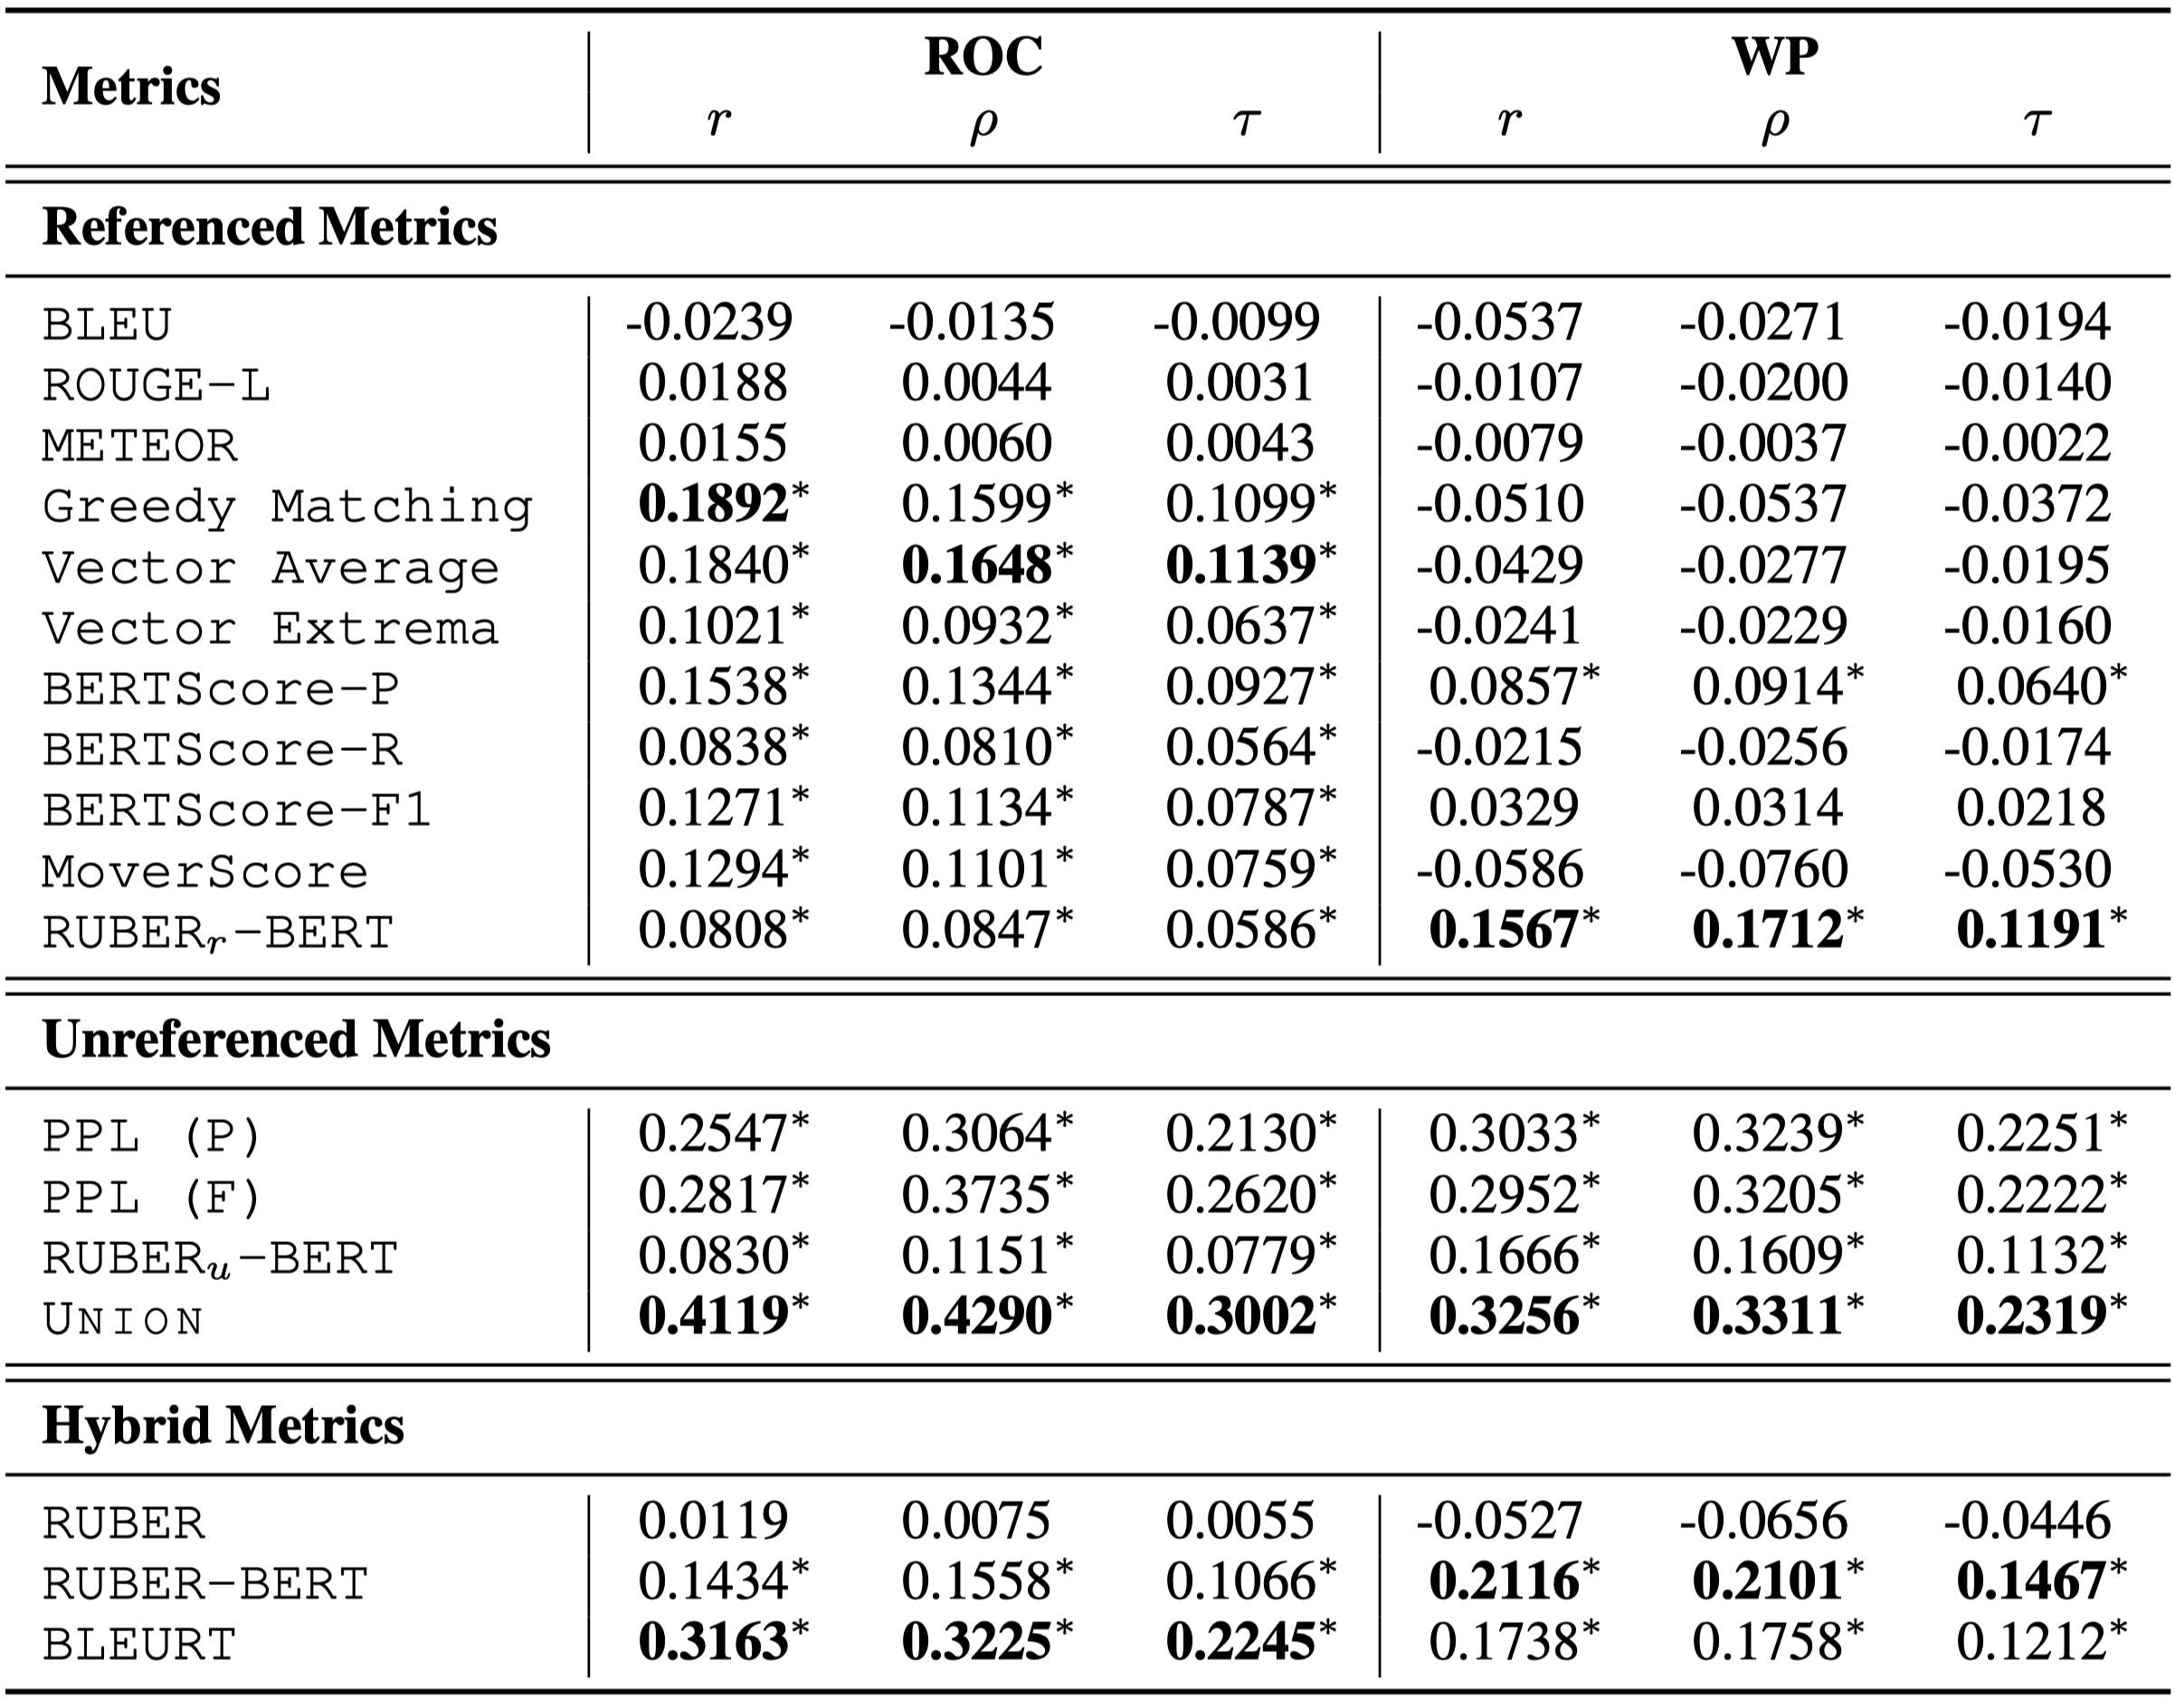 Metrics ROC WP
r ρ τ r ρ τ
Referenced Metrics
BLEU -0.0239 -0.0135 -0.0099 -0.0537 -0.0271 -0.0194
ROUGE-L 0.0188 0.0044 0.0031 -0.0107 -0.0200 -0.0140
METEOR 0.0155 0.0060 0.0043 -0.0079 -0.0037 -0.0022
Greedy Matching 0.1892* 0.1599* 0.1099* -0.0510 -0.0537 -0.0372
Vector Average 0.1840* 0.1648* 0.1139* -0.0429 -0.0277 -0.0195
Vector Extrema 0.1021* 0.0932* 0.0637* -0.0241 -0.0229 -0.0160
BERTScore-P 0.1538* 0.1344* 0.0927* 0.0857* 0.0914* 0.0640*
BERTScore-R 0.0838* 0.0810* 0.0564* -0.0215 -0.0256 -0.0174
BERTScore-F1 0.1271* 0.1134* 0.0787* 0.0329 0.0314 0.0218
MoverScore 0.1294* 0.1101* 0.0759* -0.0586 -0.0760 -0.0530
RUBERr-BERT 0.0808* 0.0847* 0.0586* 0.1567* 0.1712* 0.1191*
Unreferenced Metrics
PPL (P) 0.2547* 0.3064* 0.2130* 0.3033* 0.3239* 0.2251*
PPL (F) 0.2817* 0.3735* 0.2620* 0.2952* 0.3205* 0.2222*
RUBERu-BERT 0.0830* 0.1151* 0.0779* 0.1666* 0.1609* 0.1132*
UNION 0.4119* 0.4290* 0.3002* 0.3256* 0.3311* 0.2319*
Hybrid Metrics
RUBER 0.0119 0.0075 0.0055 -0.0527 -0.0656 -0.0446
RUBER-BERT 0.1434* 0.1558* 0.1066* 0.2116* 0.2101* 0.1467*
BLEURT 0.3163* 0.3225* 0.2245* 0.1738* 0.1758* 0.1212*